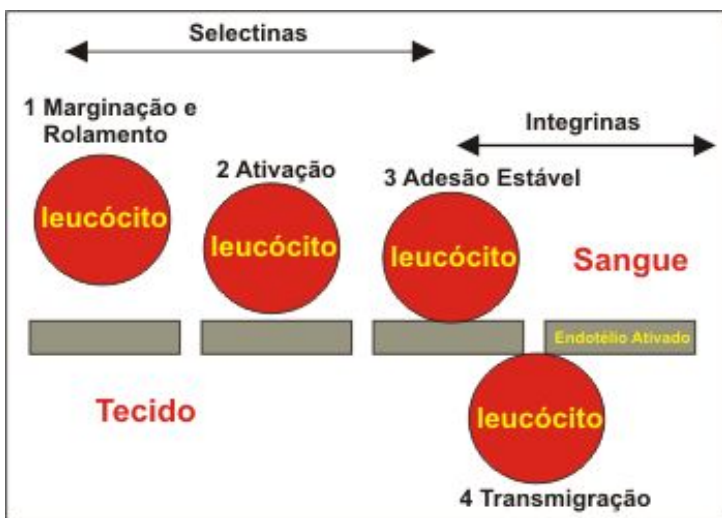 Selectinas
1 Marginação e
Rolamento
Integrinas
2 Ativação
3 Adesão Estável
leucócito
leucócito
leucócito
Sangue
Endotélio Ativado
Tecido
leucócito
4 Transmigração